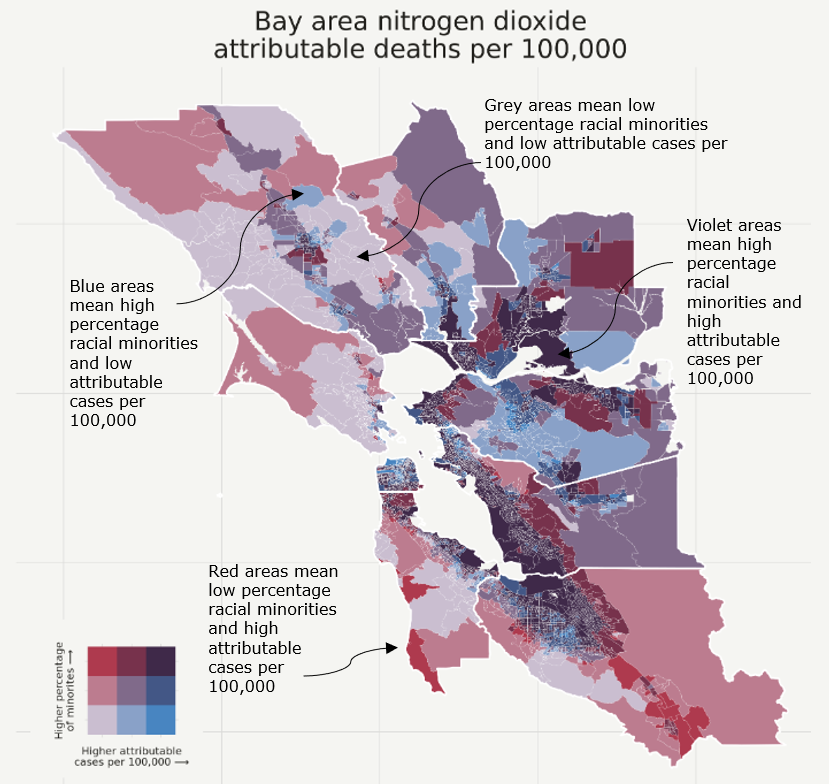 Bay area nitrogen dioxide
attributable deaths per 100,000
Grey areas mean low
percentage racial minorities
and low attributable cases per
100,000
Violet areas
mean high
percentage
racial
minorities and
high
attributable
cases per
100,000
Blue areas
mean high
percentage
racial minorities
and low
attributable
cases per
100,000
Red areas mean
low percentage
racial minorities
and high
attributable
cases per
100,000
Higher percentage
of minorites ⟶
Higher attributable
cases per 100,000 ⟶